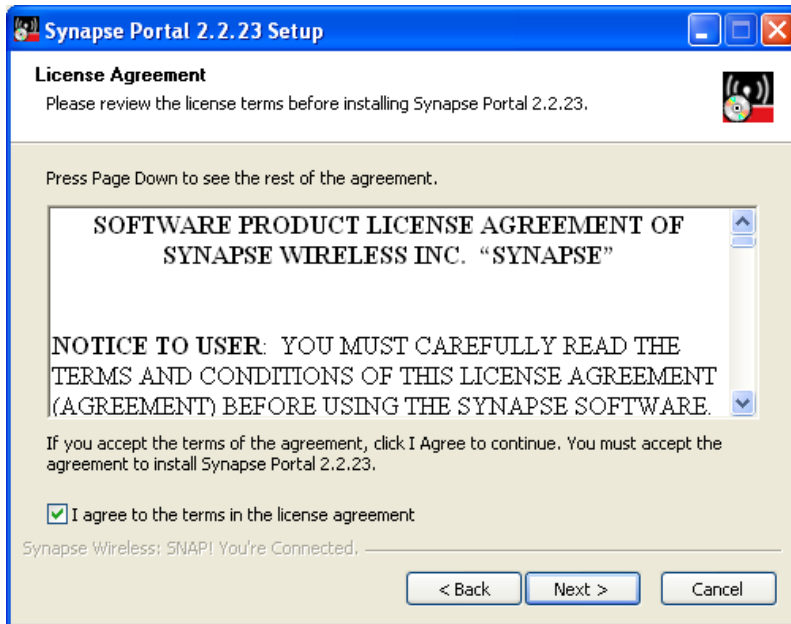 Synapse Portal 2.2.23 Setup
License Agreement
Please review the license terms before installing Synapse Portal 2.2.23.
Press Page Down to see the rest of the agreement.
SOFTWARE PRODUCT LICENSE AGREEMENT OF
SYNAPSE WIRELESS INC. “SYNAPSE”
NOTICE TO USER: YOU MUST CAREFULLY READ THE
TERMS AND CONDITIONS OF THIS LICENSE AGREEMENT
(AGREEMENT) BEFORE USING THE SYNAPSE SOFTWARE.
If you accept the terms of the agreement, click I Agree to continue. You must accept the
agreement to install Synapse Portal 2.2.23.
I agree to the terms in the license agreement
Synapse Wireless: SNAP! You're Connected.
< Back Next > Cancel